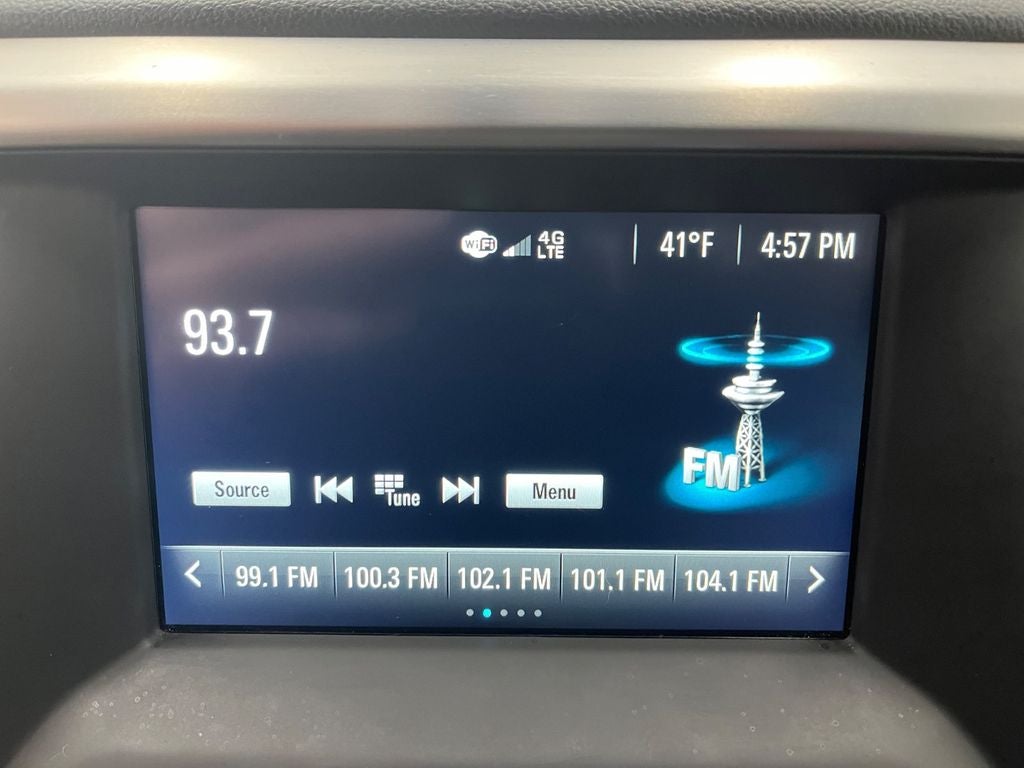 WiFi 4G LTE 41°F 4:57 PM
93.7
FM
Source Tune Menu
99.1 FM 100.3 FM 102.1 FM 101.1 FM 104.1 FM